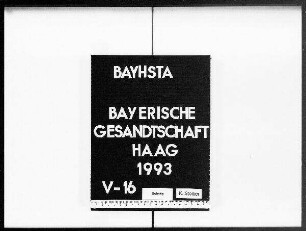 BAYHSTA
BAYERISCHE
GESANDTSCHAFT
HAAG
1993
V-16